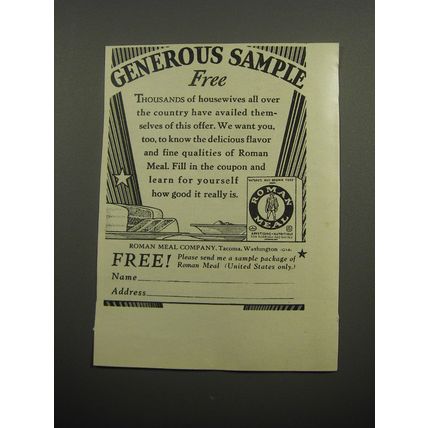 GENEROUS SAMPLE
Free
THOUSANDS of housewives all over
the country have availed them-
selves of this offer. We want you,
too, to know the delicious flavor
and fine qualities of Roman
Meal. Fill in the coupon and
learn for yourself
how good it really is.
ROMAN
MEAL
ROMAN MEAL COMPANY, Tacoma, Washington
FREE! Please send me a sample package of
Roman Meal (United States only.)
Name
Address